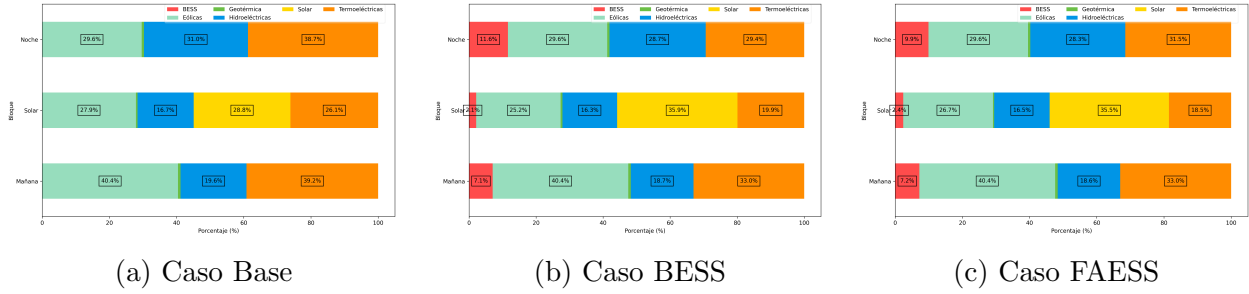 BESS Geotérmica Solar Termoeléctricas
Eólicas Hidroeléctricas
Noche 29.6% 31.0% 38.7%
Solar 27.9% 16.7% 28.8% 26.1%
Mañana 40.4% 19.6% 39.2%
Bloque
0 20 40 60 80 100
Porcentaje (%)
(a) Caso Base
BESS Geotérmica Solar Termoeléctricas
Eólicas Hidroeléctricas
Noche 11.6% 29.6% 28.7% 29.4%
Solar 2.1% 25.2% 16.3% 35.9% 19.9%
Mañana 7.1% 40.4% 18.7% 33.0%
Bloque
0 20 40 60 80 100
Porcentaje (%)
(b) Caso BESS
BESS Geotérmica Solar Termoeléctricas
Eólicas Hidroeléctricas
Noche 9.9% 29.6% 28.3% 31.5%
Solar 2.4% 26.7% 16.5% 35.5% 18.5%
Mañana 7.2% 40.4% 18.6% 33.0%
Bloque
0 20 40 60 80 100
Porcentaje (%)
(c) Caso FAESS